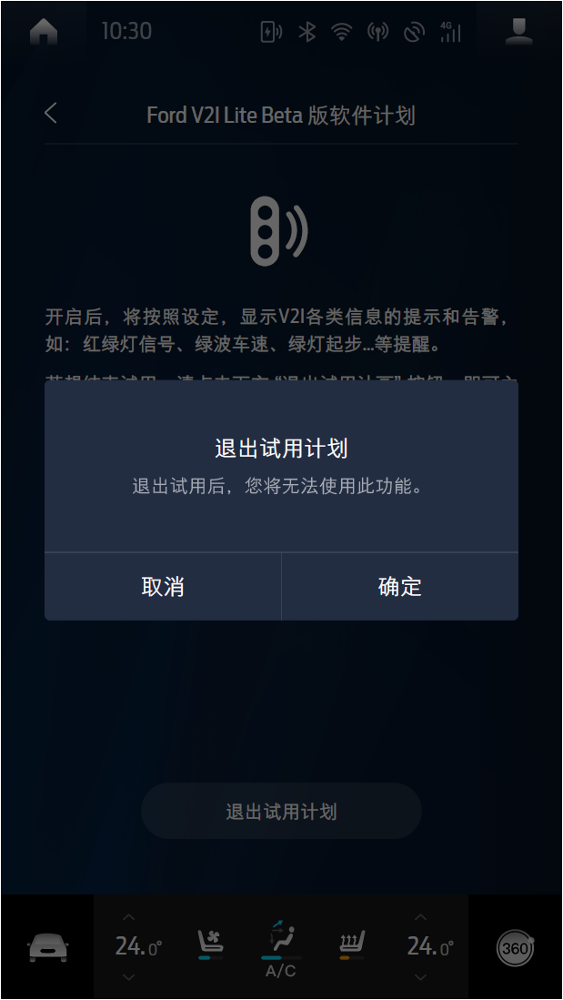 10:30
4G
Ford V2I Lite Beta 版软件计划
开启后，将按照设定，显示V2I各类信息的提示和告警，
如：红绿灯信号、绿波车速、绿灯起步...等提醒。
退出试用计划
退出试用后，您将无法使用此功能。
取消
确定
退出试用计划
24.0°
A/C
24.0°
360